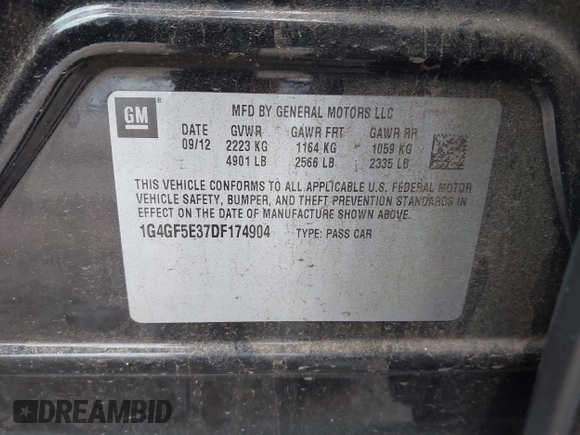 GM ®
MFD BY GENERAL MOTORS LLC
DATE GVWR GAWR FRT GAWR RR
09/12 2223 KG 1164 KG 1059 KG
4901 LB 2566 LB 2335 LB
THIS VEHICLE CONFORMS TO ALL APPLICABLE U.S. FEDERAL MOTOR
VEHICLE SAFETY, BUMPER, AND THEFT PREVENTION STANDARDS IN
EFFECT ON THE DATE OF MANUFACTURE SHOWN ABOVE.
1G4GF5E37DF174904 TYPE: PASS CAR
DREAMBID